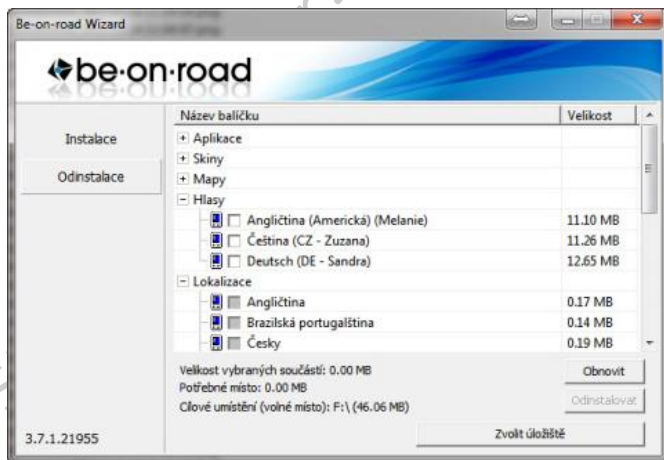 Be-on-road Wizard
be·on·road
Název balíčku Velikost
Instalace
Odinstalace
Aplikace
Skiny
Mapy
Hlasy
Angličtina (Americká) (Melanie) 11.10 MB
Čeština (CZ - Zuzana) 11.26 MB
Deutsch (DE - Sandra) 12.65 MB
Lokalizace
Angličtina 0.17 MB
Brazilská portugalština 0.14 MB
Česky 0.19 MB
Velikost vybraných součástí: 0.00 MB
Potřebné místo: 0.00 MB
Cílové umístění (volné místo): F:\ (46.06 MB)
Obnovit
Odinstalovat
Zvolit úložiště
3.7.1.21955